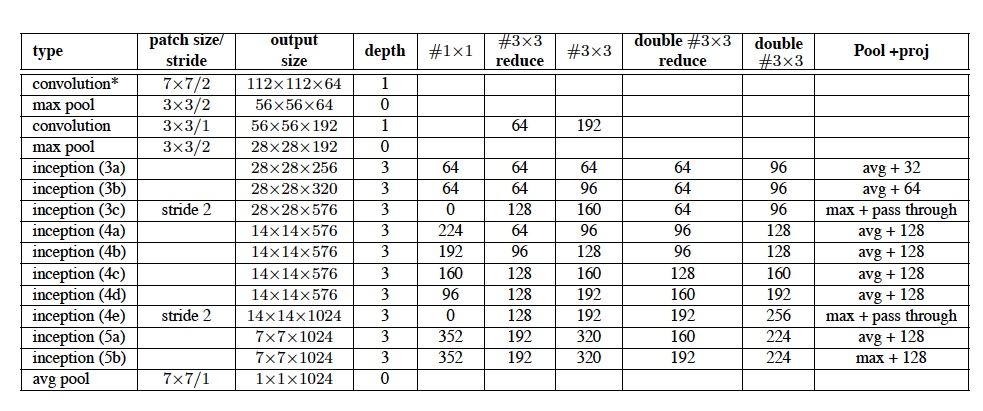 type patch size/ stride output size depth #1×1 #3×3 reduce #3×3 double #3×3 reduce double #3×3 Pool +proj
convolution* 7×7/2 112×112×64 1
max pool 3×3/2 56×56×64 0
convolution 3×3/1 56×56×192 1 64 192
max pool 3×3/2 28×28×192 0
inception (3a) 28×28×256 3 64 64 64 64 96 avg + 32
inception (3b) 28×28×320 3 64 64 96 64 96 avg + 64
inception (3c) stride 2 28×28×576 3 0 128 160 64 96 max + pass through
inception (4a) 14×14×576 3 224 64 96 96 128 avg + 128
inception (4b) 14×14×576 3 192 96 128 96 128 avg + 128
inception (4c) 14×14×576 3 160 128 160 128 160 avg + 128
inception (4d) 14×14×576 3 96 128 192 160 192 avg + 128
inception (4e) stride 2 14×14×1024 3 0 128 192 192 256 max + pass through
inception (5a) 7×7×1024 3 352 192 320 160 224 avg + 128
inception (5b) 7×7×1024 3 352 192 320 192 224 max + 128
avg pool 7×7/1 1×1×1024 0